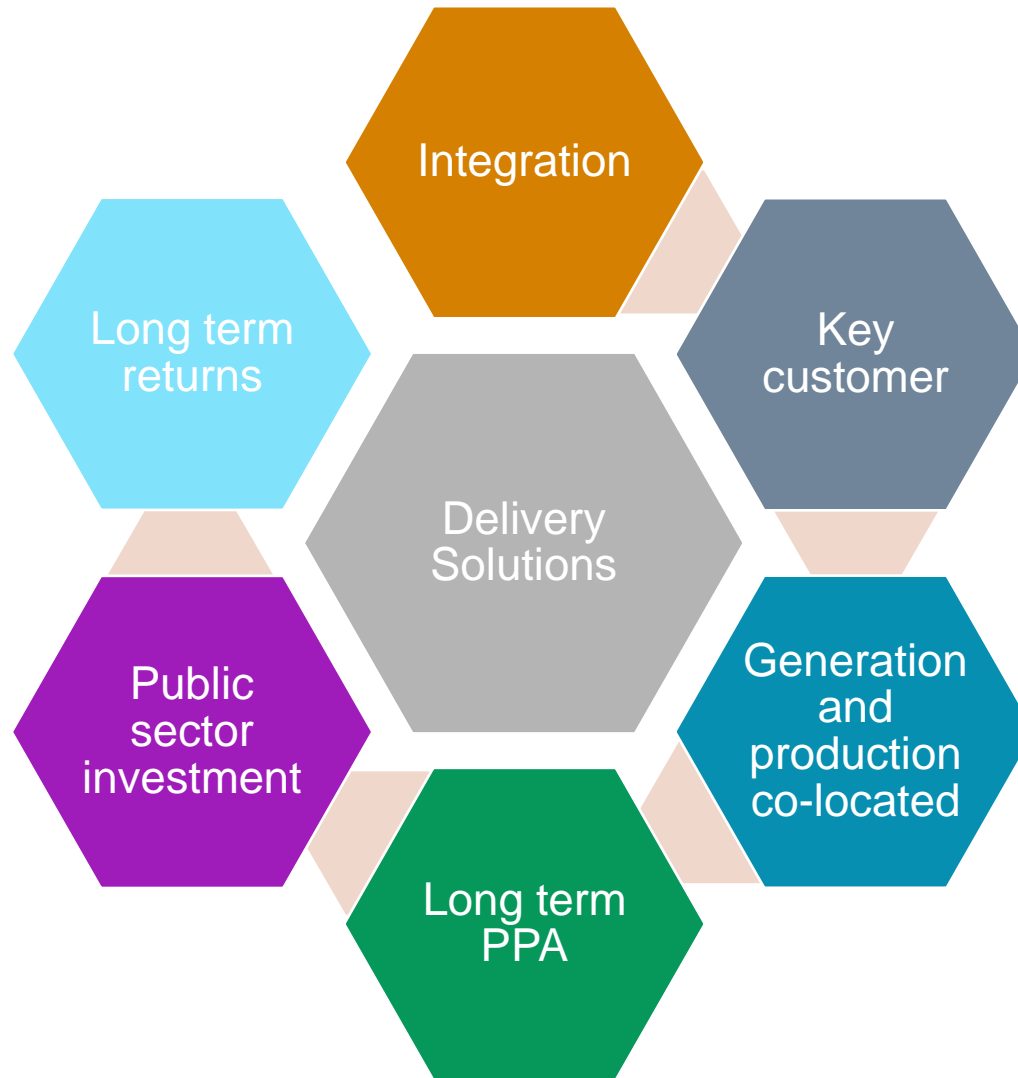 Integration
Key
customer
Generation
and
production
co-located
Long term
PPA
Public
sector
investment
Long term
returns
Delivery
Solutions